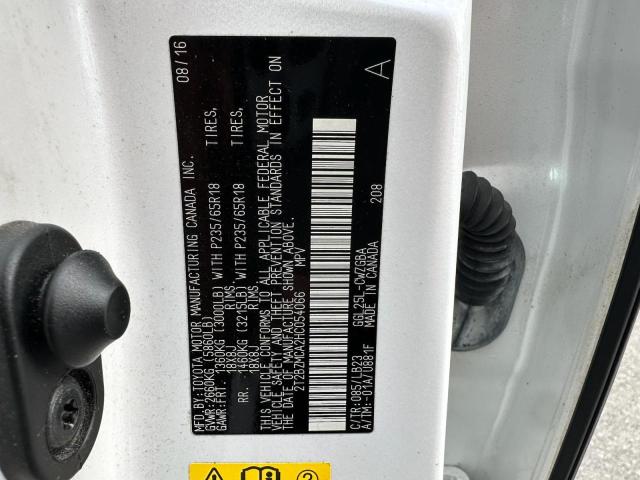 MFD.BY:TOYOTA MOTOR MANUFACTURING CANADA INC. 08/16
GVWR:2660KG (5860LB)
GAWR:FRT. 1360KG (3000LB) WITH P235/65R18 TIRES,
18X8J RIMS,
RR. 1460KG (3215LB) WITH P235/65R18 TIRES,
18X8J RIMS,
THIS VEHICLE CONFORMS TO ALL APPLICABLE FEDERAL MOTOR
VEHICLE SAFETY AND THEFT PREVENTION STANDARDS IN EFFECT ON
THE DATE OF MANUFACTURE SHOWN ABOVE.
2T2BZMCA2HC054066 MPV
C/TR:085/LB23 GGL25L-CWZGBA 208 A
A/TM:-01A/U881F MADE IN CANADA